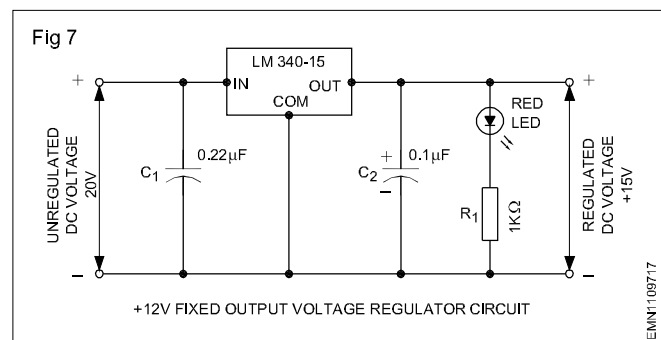 Fig 7
LM 340-15
IN
OUT
COM
+
+
UNREGULATED
DC VOLTAGE
20V
C1
0.22µF
+
C2
0.1µF
–
RED
LED
R1
1KΩ
REGULATED
DC VOLTAGE
+15V
–
–
+12V FIXED OUTPUT VOLTAGE REGULATOR CIRCUIT
EMN1109717